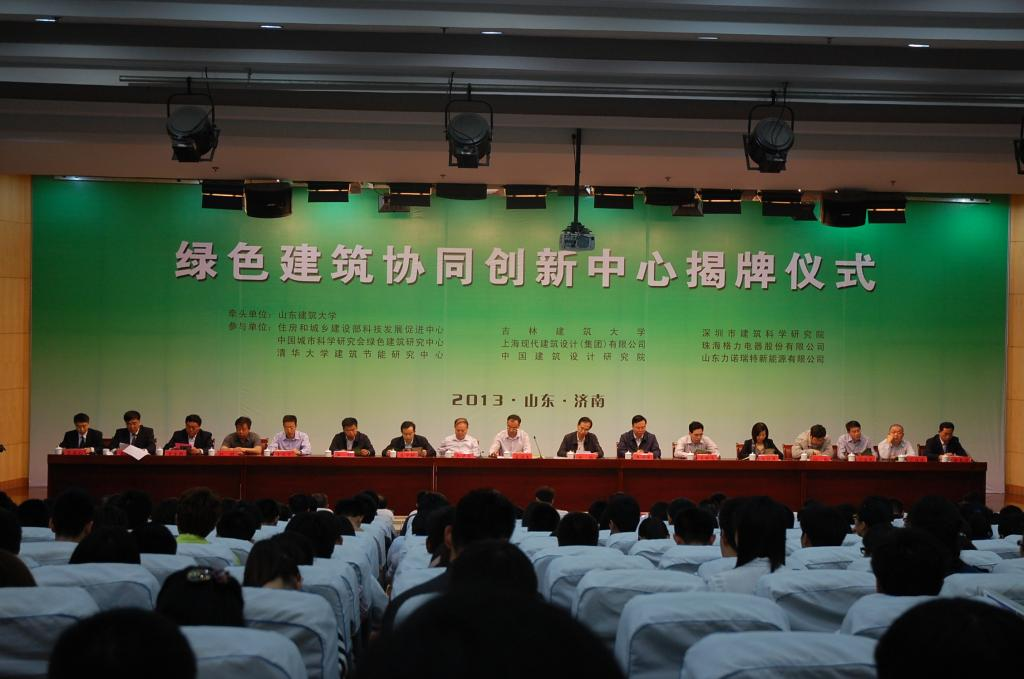 绿色建筑协同创新中心揭牌仪式
牵头单位：山东建筑大学
参与单位：住房和城乡建设部科技发展促进中心
中国城市科学研究会绿色建筑研究中心
清华大学建筑节能研究中心
吉林建筑大学
上海现代建筑设计(集团)有限公司
中国建筑设计研究院
深圳市建筑科学研究院
珠海格力电器股份有限公司
山东力诺瑞特新能源有限公司
2013·山东·济南